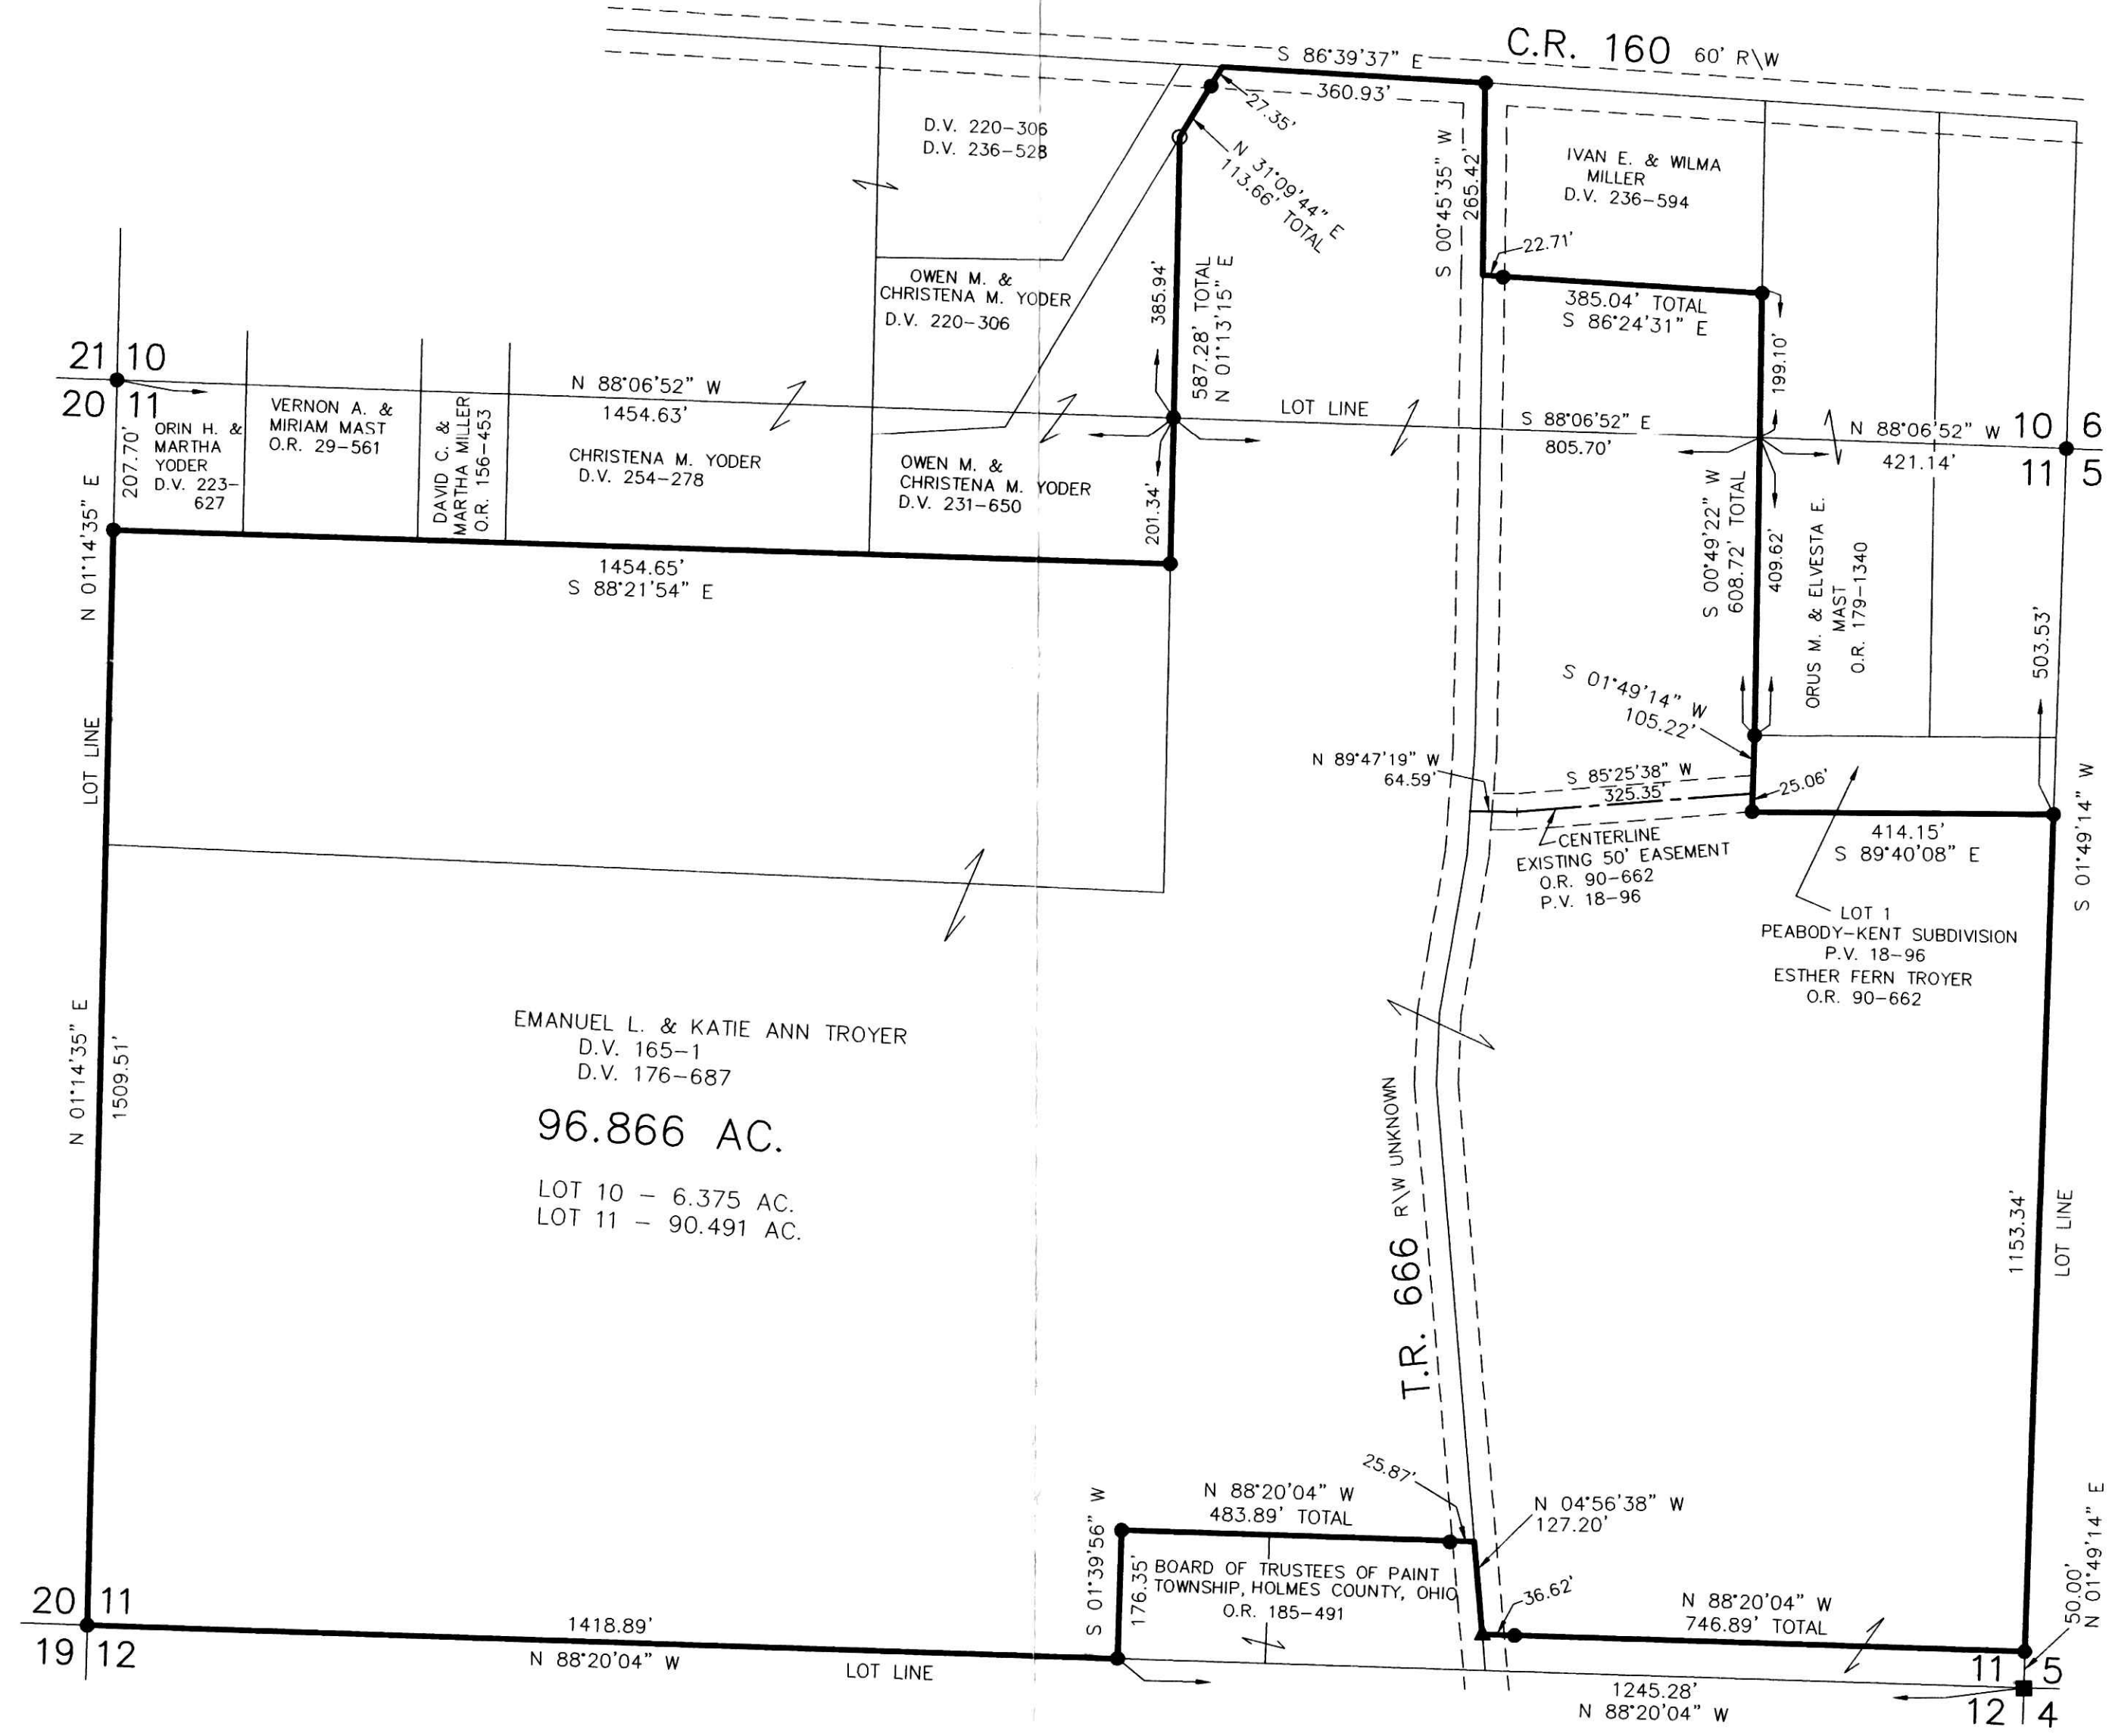 C.R. 160 60' R\W
S 86°39'37" E
360.93'
27.35'
N 31°09'44" E
113.66' TOTAL
D.V. 220-306
D.V. 236-528
S 00°45'35" W
265.42'
IVAN E. & WILMA
MILLER
D.V. 236-594
22.71'
385.04' TOTAL
S 86°24'31" E
OWEN M. &
CHRISTENA M. YODER
D.V. 220-306
385.94'
587.28' TOTAL
N 01°13'15" E
199.10'
21 10
20 11
207.70'
N 01°14'35" E
ORIN H. &
MARTHA
YODER
D.V. 223-
627
VERNON A. &
MIRIAM MAST
O.R. 29-561
DAVID C. &
MARTHA MILLER
O.R. 156-453
N 88°06'52" W
1454.63'
CHRISTENA M. YODER
D.V. 254-278
OWEN M. &
CHRISTENA M. YODER
D.V. 231-650
201.34'
LOT LINE
S 88°06'52" E
805.70'
N 88°06'52" W
421.14'
10 6
11 5
1454.65'
S 88°21'54" E
S 00°49'22" W
608.72' TOTAL
409.62'
ORUS M. & ELVESTA E.
MAST
O.R. 179-1340
503.53'
S 01°49'14" W
105.22'
LOT LINE
N 89°47'19" W
64.59'
S 85°25'38" W
325.35'
25.06'
CENTERLINE
EXISTING 50' EASEMENT
O.R. 90-662
P.V. 18-96
414.15'
S 89°40'08" E
S 01°49'14" W
LOT 1
PEABODY-KENT SUBDIVISION
P.V. 18-96
ESTHER FERN TROYER
O.R. 90-662
N 01°14'35" E
1509.51'
EMANUEL L. & KATIE ANN TROYER
D.V. 165-1
D.V. 176-687
96.866 AC.
LOT 10 - 6.375 AC.
LOT 11 - 90.491 AC.
T.R. 666 R\W UNKNOWN
1153.34'
LOT LINE
25.87'
N 88°20'04" W
483.89' TOTAL
N 04°56'38" W
127.20'
S 01°39'56" W
176.35'
BOARD OF TRUSTEES OF PAINT
TOWNSHIP, HOLMES COUNTY, OHIO
O.R. 185-491
36.62'
N 88°20'04" W
746.89' TOTAL
50.00'
N 01°49'14" E
20 11
19 12
1418.89'
N 88°20'04" W
LOT LINE
1245.28'
N 88°20'04" W
11 5
12 4